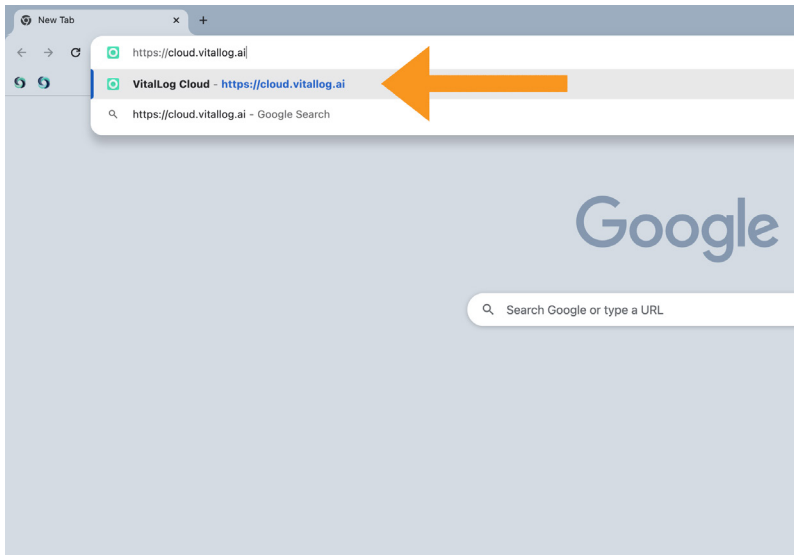 New Tab
https://cloud.vitallog.ai
VitalLog Cloud - https://cloud.vitallog.ai
https://cloud.vitallog.ai - Google Search
Google
Search Google or type a URL